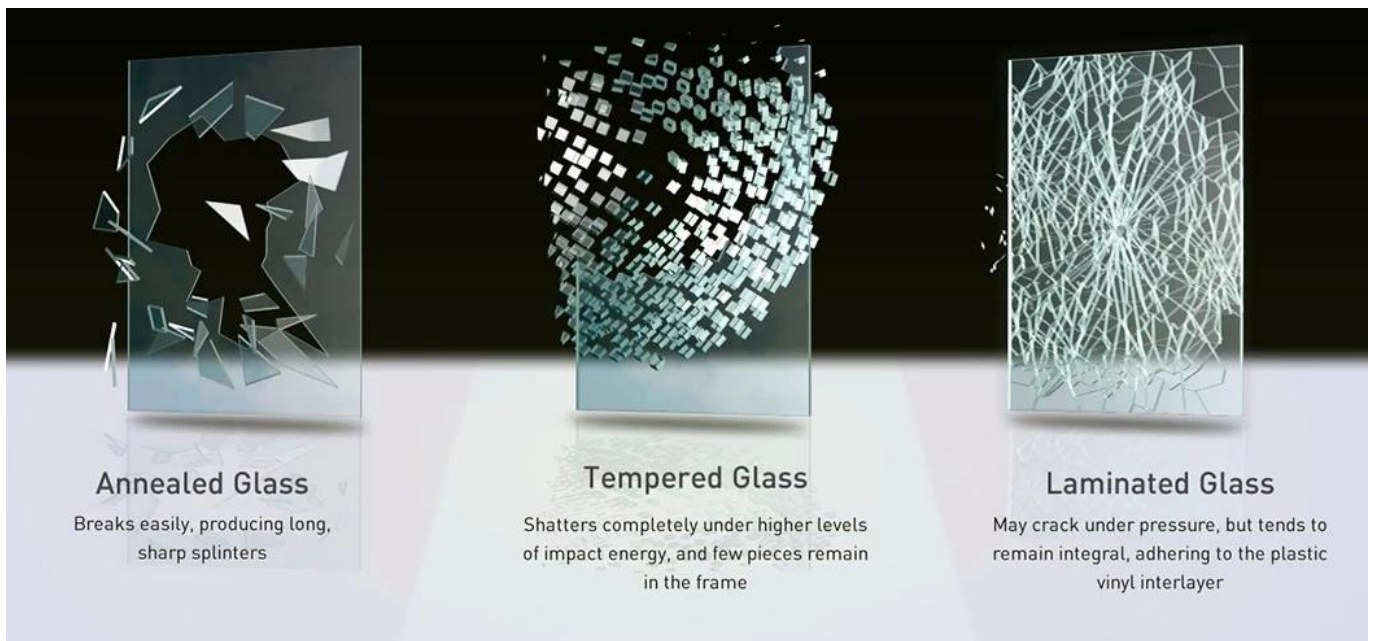 Annealed Glass
Breaks easily, producing long,
sharp splinters
Tempered Glass
Shatters completely under higher levels
of impact energy, and few pieces remain
in the frame
Laminated Glass
May crack under pressure, but tends to
remain integral, adhering to the plastic
vinyl interlayer